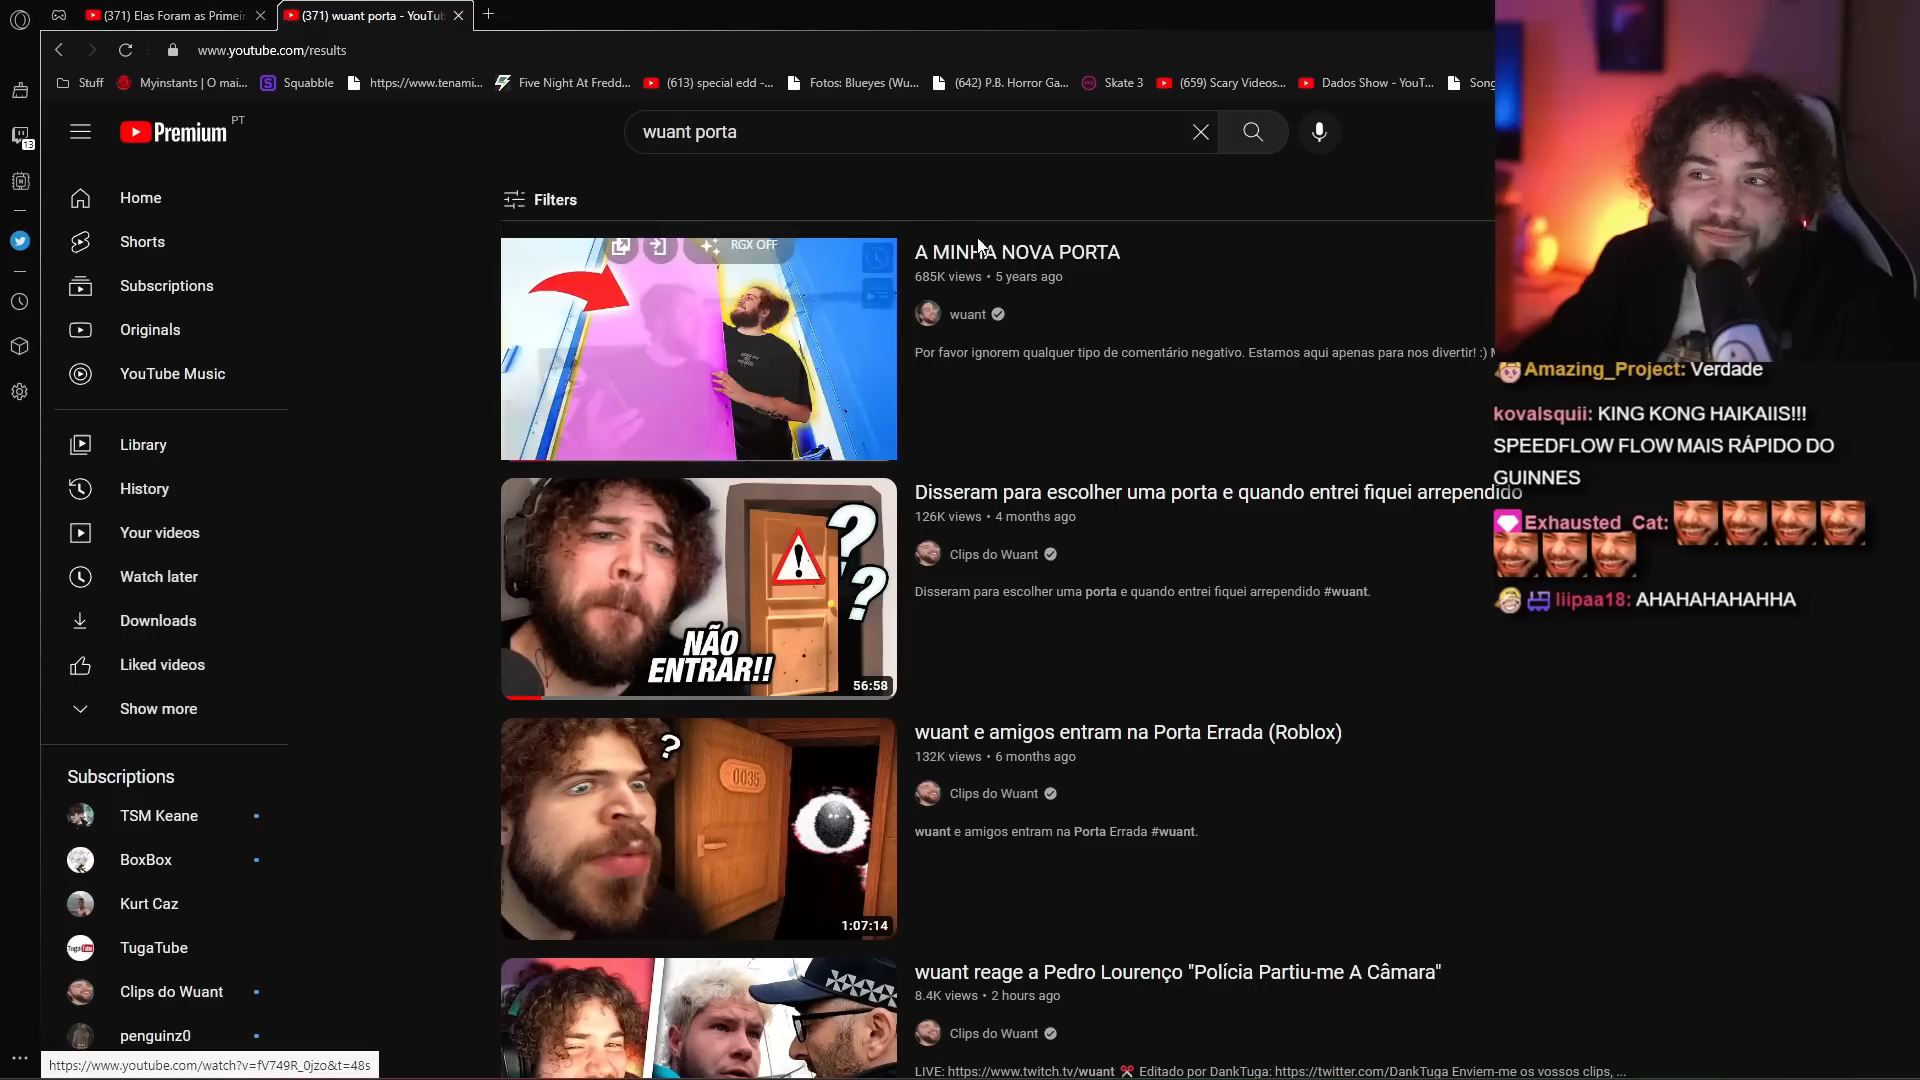 (371) Elas Foram as Primei
(371) wuant porta - YouTub
www.youtube.com/results
Stuff
Myinstants | O mai...
Squabble
https://www.tenami...
Five Night At Fredd...
(613) special edd -...
Fotos: Blueyes (Wu...
(642) P.B. Horror Ga...
Skate 3
(659) Scary Videos...
Dados Show - YouT...
Song
13
Premium
PT
wuant porta
Home
Shorts
Subscriptions
Originals
YouTube Music
Library
History
Your videos
Watch later
Downloads
Liked videos
Show more
Subscriptions
TSM Keane
BoxBox
Kurt Caz
TugaTube
Clips do Wuant
penguinz0
https://www.youtube.com/watch?v=fV749R_0jzo&t=48s
Filters
RGX OFF
A MINHA NOVA PORTA
685K views • 5 years ago
wuant
Por favor ignorem qualquer tipo de comentário negativo. Estamos aqui apenas para nos divertir! :)
NÃO
ENTRAR!!
??
56:58
Disseram para escolher uma porta e quando entrei fiquei arrependido
126K views • 4 months ago
Clips do Wuant
Disseram para escolher uma porta e quando entrei fiquei arrependido #wuant.
?
0035
1:07:14
wuant e amigos entram na Porta Errada (Roblox)
132K views • 6 months ago
Clips do Wuant
wuant e amigos entram na Porta Errada #wuant.
wuant reage a Pedro Lourenço "Polícia Partiu-me A Câmara"
8.4K views • 2 hours ago
Clips do Wuant
LIVE: https://www.twitch.tv/wuant ✂ Editado por DankTuga: https://twitter.com/DankTuga Enviem-me os vossos clips, ...
Amazing_Project: Verdade
kovalsquii: KING KONG HAIKAIIS!!!
SPEEDFLOW FLOW MAIS RÁPIDO DO
GUINNES
Exhausted_Cat:
liipaa18: AHAHAHAHAHHA